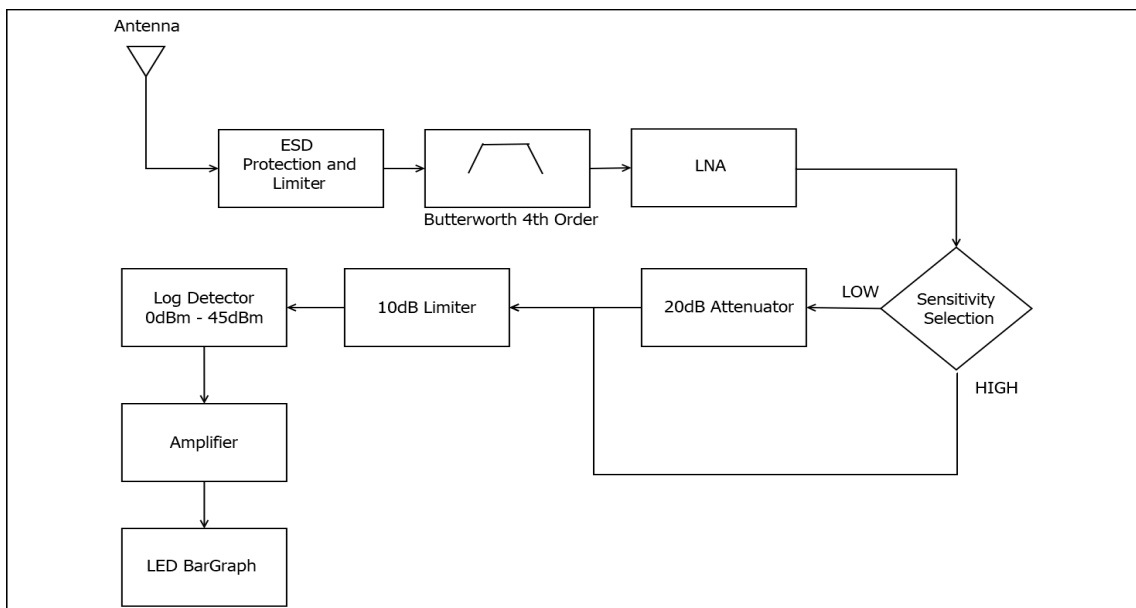 Antenna
ESD
Protection and
Limiter
Butterworth 4th Order
LNA
Sensitivity
Selection
LOW
HIGH
20dB Attenuator
10dB Limiter
Log Detector
0dBm - 45dBm
Amplifier
LED BarGraph